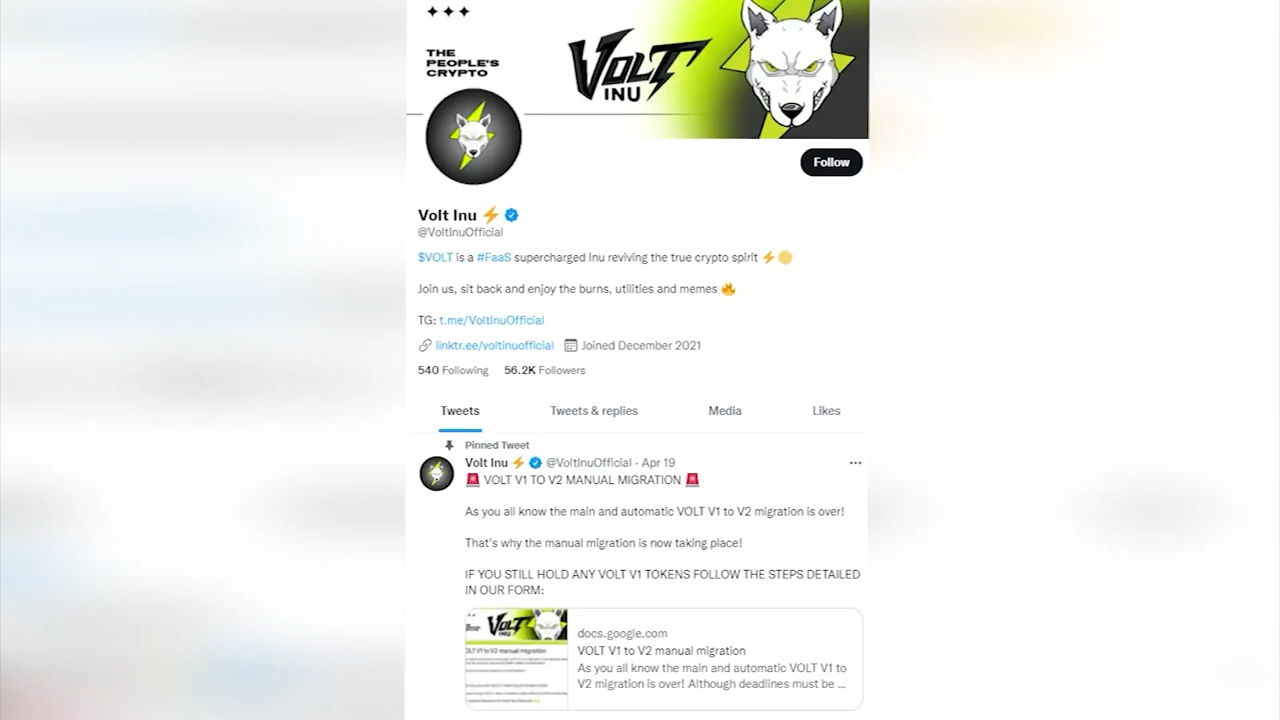 THE
PEOPLE'S
CRYPTO
VOLT
INU
Follow
Volt Inu ⚡
@VoltInuOfficial
$VOLT is a #FaaS supercharged Inu reviving the true crypto spirit ⚡🌕
Join us, sit back and enjoy the burns, utilities and memes 🔥
TG: t.me/VoltInuOfficial
linktr.ee/voltinuofficial Joined December 2021
540 Following 56.2K Followers
Tweets Tweets & replies Media Likes
Pinned Tweet
Volt Inu ⚡ @VoltInuOfficial · Apr 19
🚨 VOLT V1 TO V2 MANUAL MIGRATION 🚨
As you all know the main and automatic VOLT V1 to V2 migration is over!
That's why the manual migration is now taking place!
IF YOU STILL HOLD ANY VOLT V1 TOKENS FOLLOW THE STEPS DETAILED
IN OUR FORM:
VOLT
INU
docs.google.com
VOLT V1 to V2 manual migration
As you all know the main and automatic VOLT V1 to
V2 migration is over! Although deadlines must be ...